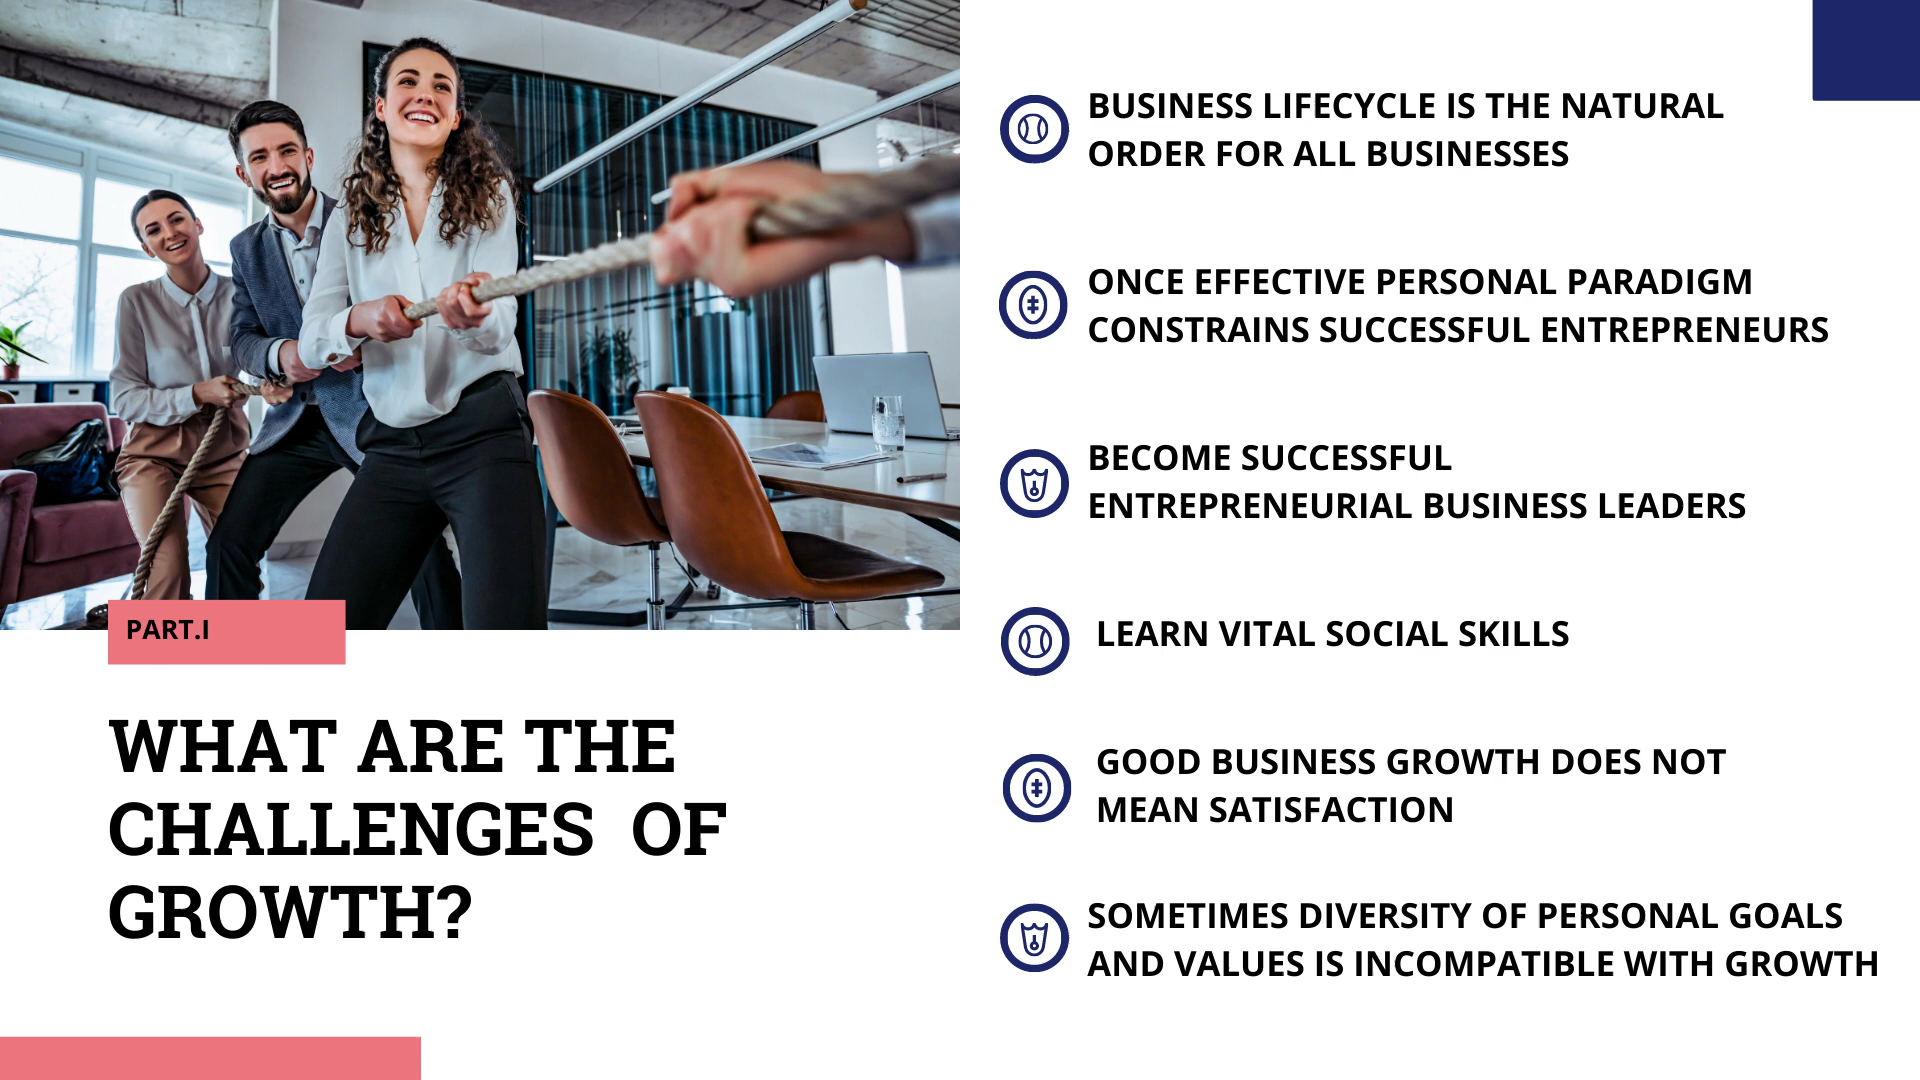 PART.I
WHAT ARE THE
CHALLENGES  OF
GROWTH?
BUSINESS LIFECYCLE IS THE NATURAL
ORDER FOR ALL BUSINESSES
ONCE EFFECTIVE PERSONAL PARADIGM
CONSTRAINS SUCCESSFUL ENTREPRENEURS
BECOME SUCCESSFUL
ENTREPRENEURIAL BUSINESS LEADERS
LEARN VITAL SOCIAL SKILLS
GOOD BUSINESS GROWTH DOES NOT
MEAN SATISFACTION
SOMETIMES DIVERSITY OF PERSONAL GOALS
AND VALUES IS INCOMPATIBLE WITH GROWTH